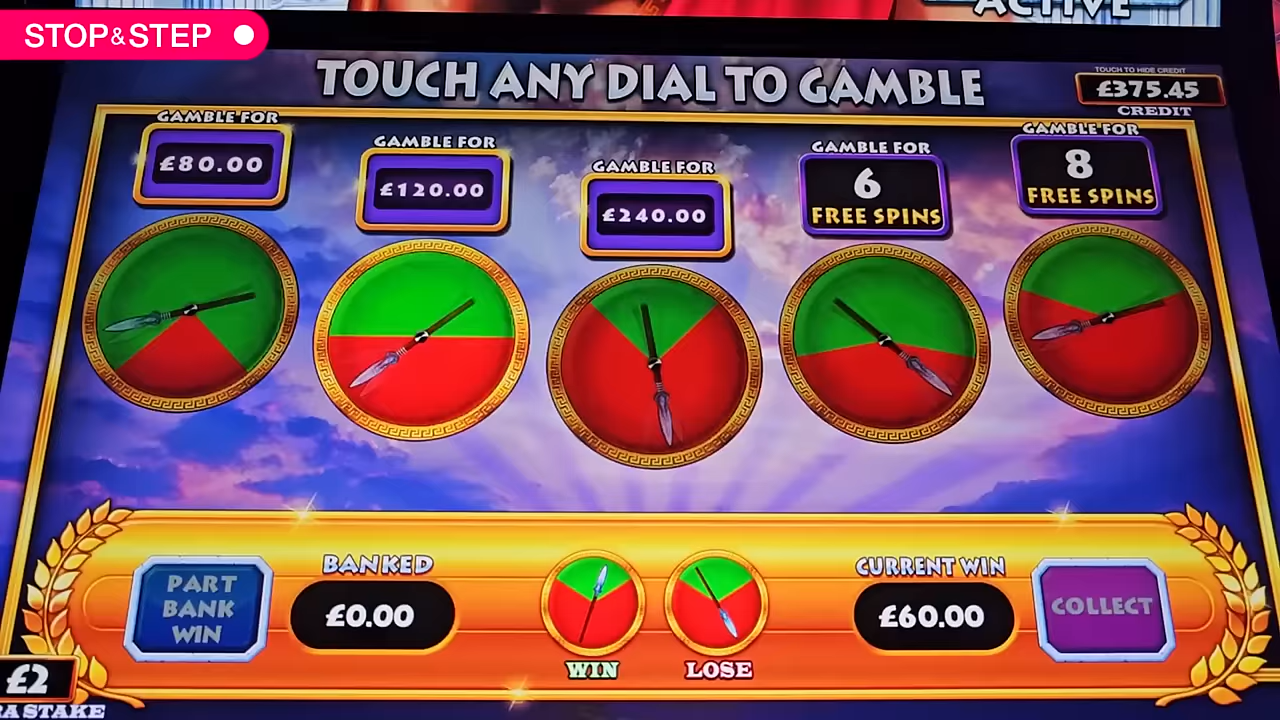 ACTIVE
STOP&STEP
TOUCH ANY DIAL TO GAMBLE
TOUCH TO HIDE CREDIT
£375.45
CREDIT
GAMBLE FOR
£80.00
GAMBLE FOR
£120.00
GAMBLE FOR
£240.00
GAMBLE FOR
6
FREE SPINS
GAMBLE FOR
8
FREE SPINS
PART
BANK
WIN
BANKED
£0.00
WIN
LOSE
CURRENT WIN
£60.00
COLLECT
£2
RA STAKE